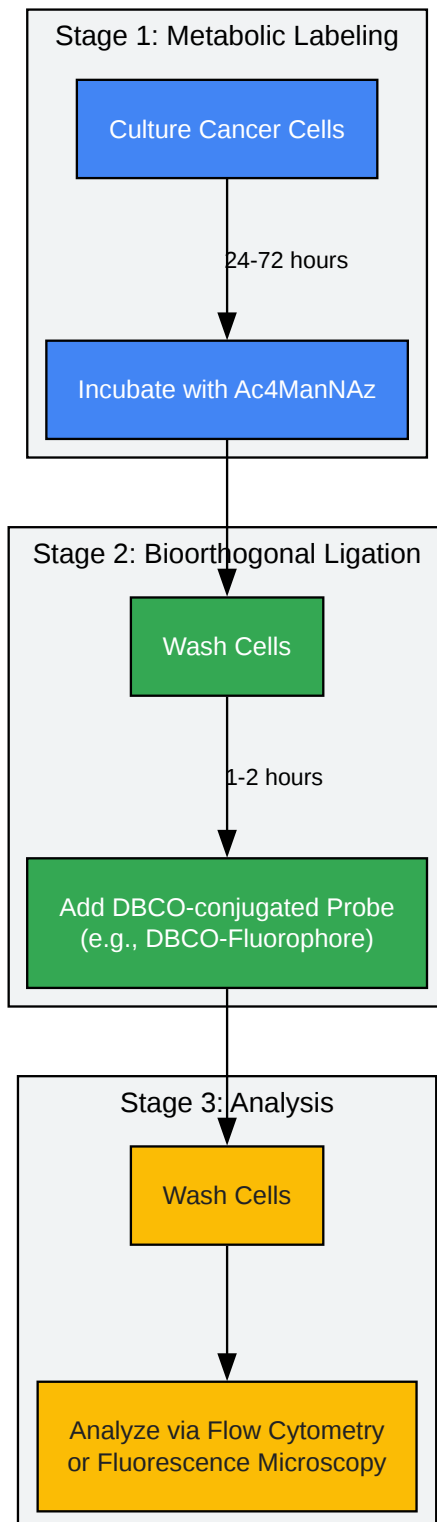 Stage 1: Metabolic Labeling
Culture Cancer Cells
24-72 hours
Incubate with Ac4ManNAz
Stage 2: Bioorthogonal Ligation
Wash Cells
1-2 hours
Add DBCO-conjugated Probe
(e.g., DBCO-Fluorophore)
Stage 3: Analysis
Wash Cells
Analyze via Flow Cytometry
or Fluorescence Microscopy